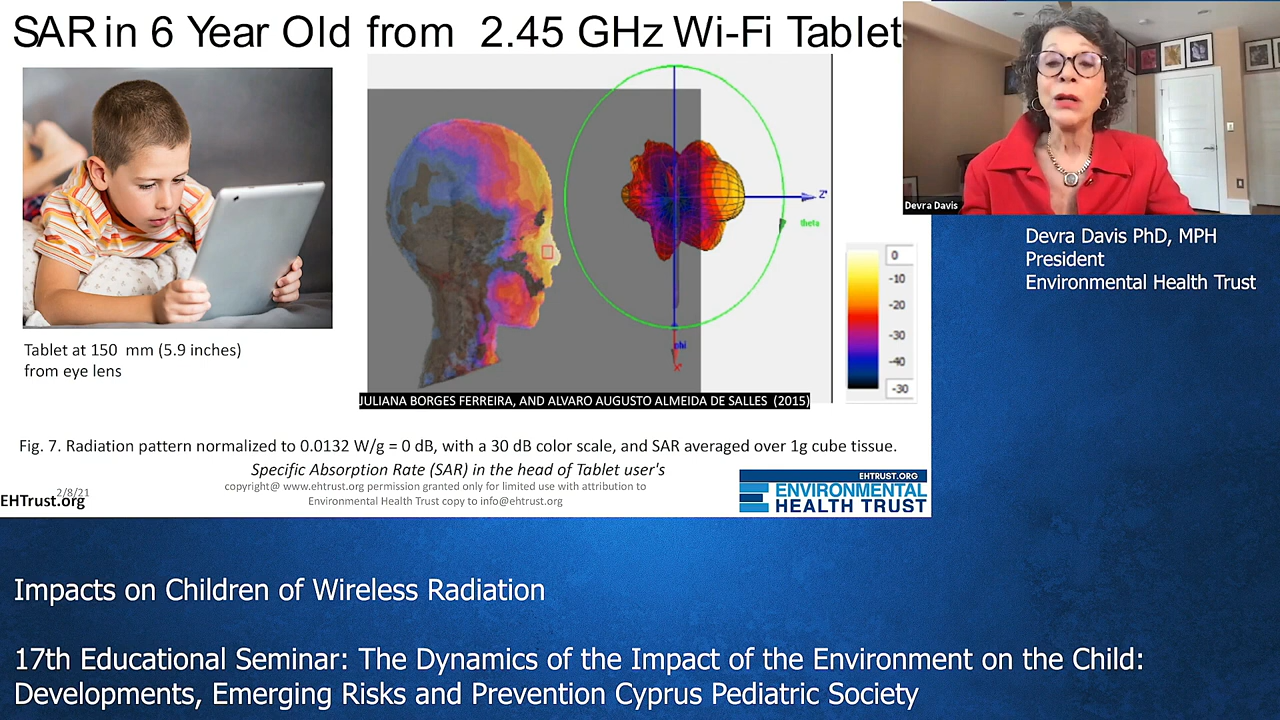 SAR in 6 Year Old from 2.45 GHz Wi-Fi Tablet
Devra Davis
Devra Davis PhD, MPH
President
Environmental Health Trust
Z'
theta
phi
X'
0
-10
-20
-30
-40
-30
Tablet at 150 mm (5.9 inches)
from eye lens
JULIANA BORGES FERREIRA, AND ALVARO AUGUSTO ALMEIDA DE SALLES (2015)
Fig. 7. Radiation pattern normalized to 0.0132 W/g = 0 dB, with a 30 dB color scale, and SAR averaged over 1g cube tissue.
Specific Absorption Rate (SAR) in the head of Tablet user's
copyright@ www.ehtrust.org permission granted only for limited use with attribution to
Environmental Health Trust copy to info@ehtrust.org
2/8/21
EHTrust.org
EHTRUST.ORG
ENVIRONMENTAL
HEALTH TRUST
Impacts on Children of Wireless Radiation
17th Educational Seminar: The Dynamics of the Impact of the Environment on the Child:
Developments, Emerging Risks and Prevention Cyprus Pediatric Society